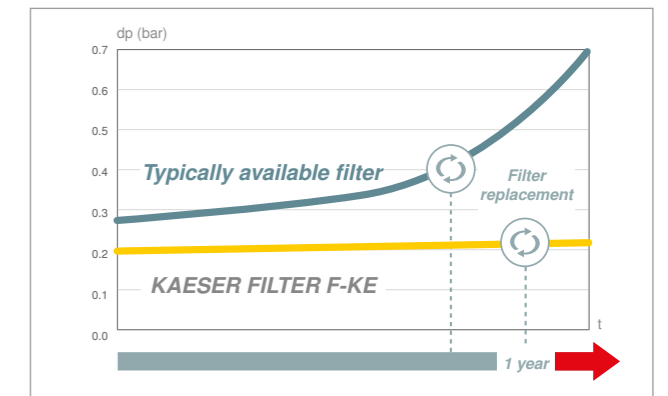 dp (bar)
0.7
0.6
0.5
0.4
0.3
0.2
0.1
0.0
Typically available filter
Filter
replacement
KAESER FILTER F-KE
t
1 year